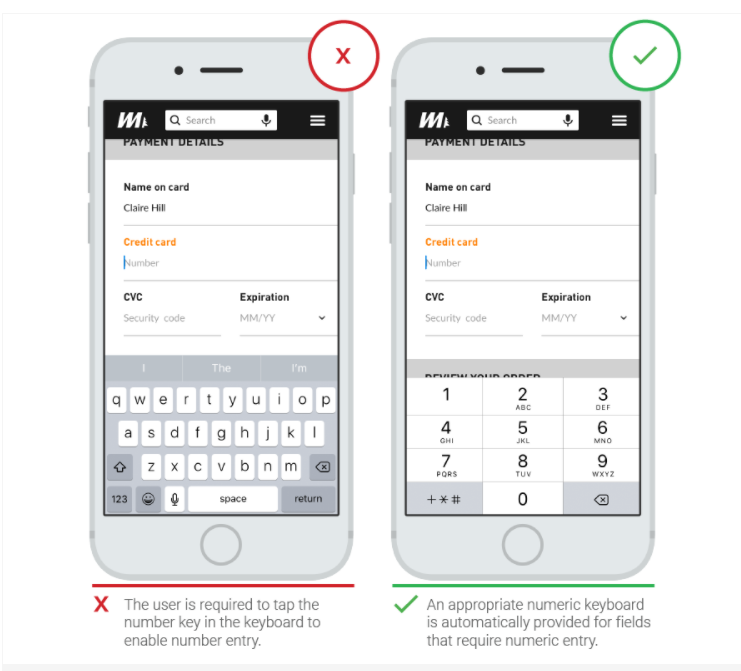 X
Search
PAYMENT DETAILS
Name on card
Claire Hill
Credit card
Number
CVC Expiration
Security code MM/YY
I The I'm
q w e r t y u i o p
a s d f g h j k l
z x c v b n m
123 space return
X The user is required to tap the
number key in the keyboard to
enable number entry.
Search
PAYMENT DETAILS
Name on card
Claire Hill
Credit card
Number
CVC Expiration
Security code MM/YY
REVIEW YOUR ORDER
1 2 3
ABC DEF
4 5 6
GHI JKL MNO
7 8 9
PQRS TUV WXYZ
+*# 0
An appropriate numeric keyboard
is automatically provided for fields
that require numeric entry.